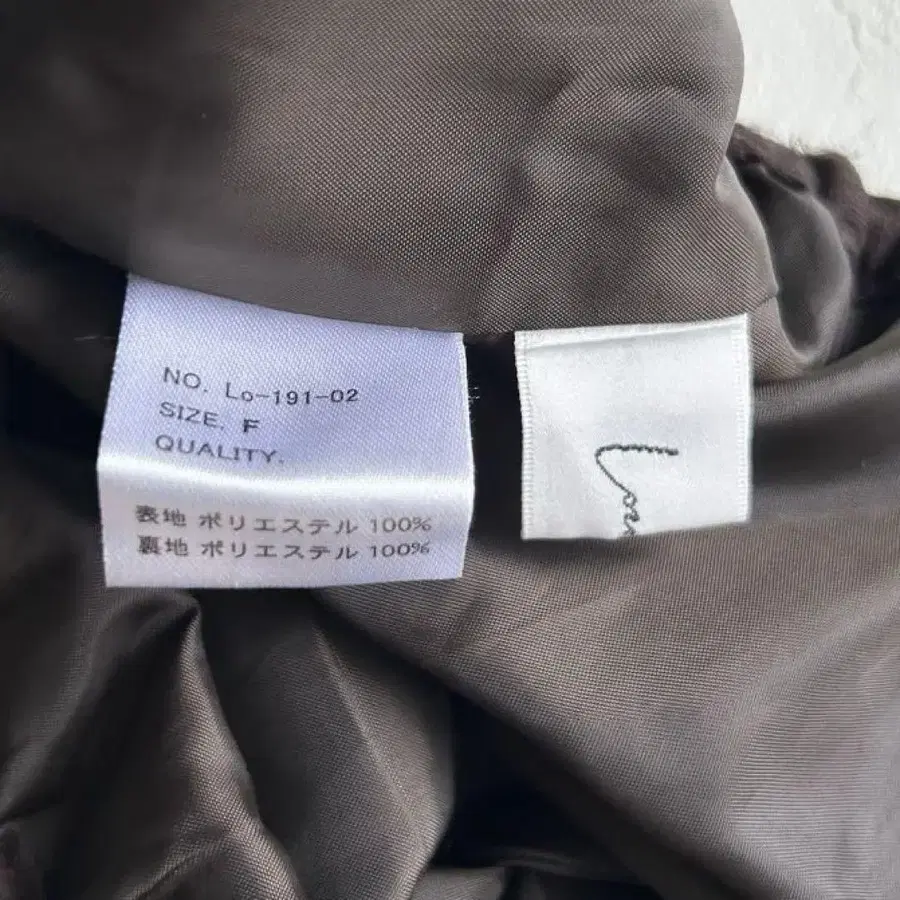 NO. Lo-191-02
SIZE. F
QUALITY.
表地 ポリエステル 100%
裏地 ポリエステル 100%